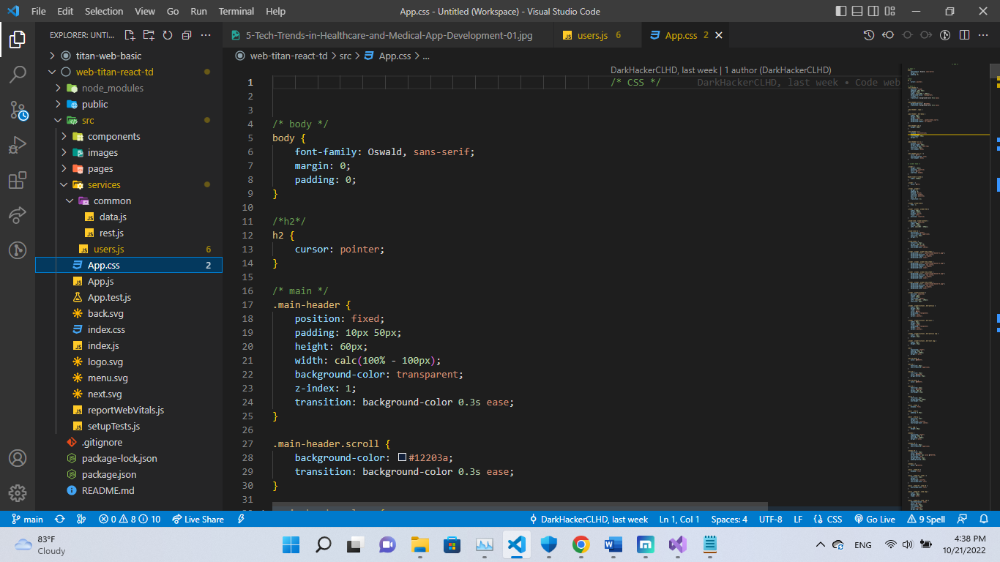 File Edit Selection View Go Run Terminal Help
App.css - Untitled (Workspace) - Visual Studio Code
EXPLORER: UNTI...
titan-web-basic
web-titan-react-td
node_modules
public
src
components
images
pages
services
common
data.js
rest.js
users.js 6
App.css 2
App.js
App.test.js
back.svg
index.css
index.js
logo.svg
menu.svg
next.svg
reportWebVitals.js
setupTests.js
.gitignore
package-lock.json
package.json
README.md
5-Tech-Trends-in-Healthcare-and-Medical-App-Development-01.jpg
users.js 6
App.css 2
web-titan-react-td > src > App.css > ...
DarkHackerCLHD, last week | 1 author (DarkHackerCLHD)
1 /* CSS */ DarkHackerCLHD, last week • Code web
2
3
4 /* body */
5 body {
6 font-family: Oswald, sans-serif;
7 margin: 0;
8 padding: 0;
9 }
10
11 /*h2*/
12 h2 {
13 cursor: pointer;
14 }
15
16 /* main */
17 .main-header {
18 position: fixed;
19 padding: 10px 50px;
20 height: 60px;
21 width: calc(100% - 100px);
22 background-color: transparent;
23 z-index: 1;
24 transition: background-color 0.3s ease;
25 }
26
27 .main-header.scroll {
28 background-color: #12203a;
29 transition: background-color 0.3s ease;
30 }
31
main 0 8 10 Live Share
DarkHackerCLHD, last week Ln 1, Col 1 Spaces: 4 UTF-8 LF CSS Go Live 9 Spell
83°F
Cloudy
ENG
4:38 PM
10/21/2022